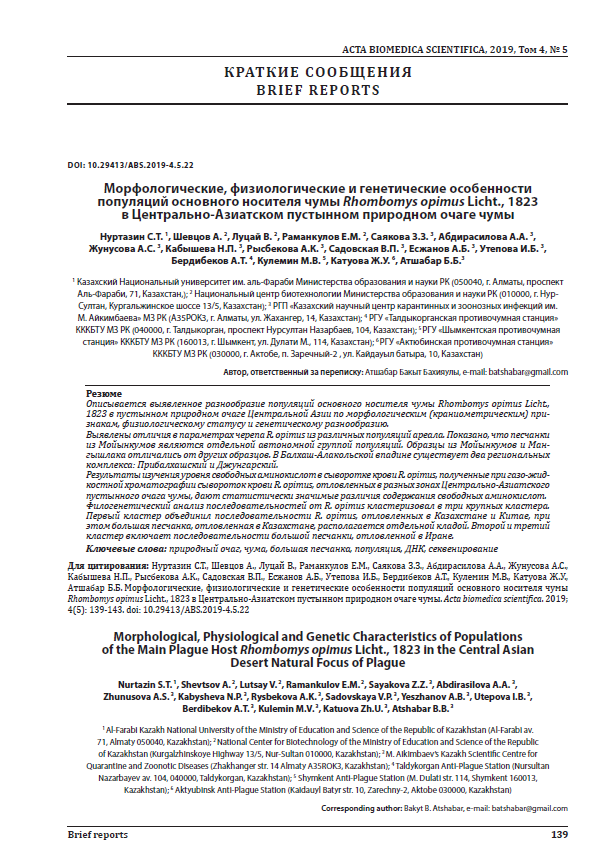 ACTA BIOMEDICA SCIENTIFICA, 2019, Том 4, № 5
КРАТКИЕ СООБЩЕНИЯ
BRIEF REPORTS
DOI: 10.29413/ABS.2019-4.5.22
Морфологические, физиологические и генетические особенности
популяций основного носителя чумы Rhombomys opimus Licht., 1823
в Центрально-Азиатском пустынном природном очаге чумы
Нуртазин С.Т. 1, Шевцов А. 2, Луцай В. 2, Раманкулов Е.М. 2, Саякова З.З. 3, Абдирасилова А.А. 3,
Жунусова А.С. 3, Кабышева Н.П. 3, Рысбекова А.К. 3, Садовская В.П. 3, Есжанов А.Б. 3, Утепова И.Б. 3,
Бердибеков А.Т. 4, Кулемин М.В. 5, Катуова Ж.У. 6, Атшабар Б.Б.3
1 Казахский Национальный университет им. аль-Фараби Министерства образования и науки РК (050040, г. Алматы, проспект
Аль-Фараби, 71, Казахстан,); 2 Национальный центр биотехнологии Министерства образования и науки РК (010000, г. Нур-
Султан, Кургальжинское шоссе 13/5, Казахстан); 3 РГП «Казахский научный центр карантинных и зоонозных инфекций им.
М. Айкимбаева» МЗ РК (A35P0K3, г. Алматы, ул. Жахангер, 14, Казахстан); 4 РГУ «Талдыкорганская противочумная станция»
КККБТУ МЗ РК (040000, г. Талдыкорган, проспект Нурсултан Назарбаев, 104, Казахстан); 5 РГУ «Шымкентская противочумная
станция» КККБТУ МЗ РК (160013, г. Шымкент, ул. Дулати М., 114, Казахстан); 6 РГУ «Актюбинская противочумная станция»
КККБТУ МЗ РК (030000, г. Актобе, п. Заречный-2 , ул. Кайдауыл батыра, 10, Казахстан)
Автор, ответственный за переписку: Атшабар Бакыт Бахияулы, e-mail: batshabar@gmail.com
Резюме
Описывается выявленное разнообразие популяций основного носителя чумы Rhombomys opimus Licht.,
1823 в пустынном природном очаге Центральной Азии по морфологическим (краниометрическим) при-
знакам, физиологическому статусу и генетическому разнообразию.
Выявлены отличия в параметрах черепа R. opimus из различных популяций ареала. Показано, что песчанки
из Мойынкумов являются отдельной автономной группой популяций. Образцы из Мойынкумов и Ман-
гышлака отличались от других образцов. В Балхаш-Алакольской впадине существует два региональных
комплекса: Прибалхашский и Джунгарский.
Результаты изучения уровня свободных аминокислот в сыворотке крови R. opimus, полученные при газо-жид-
костной хроматографии сывороток крови R. opimus, отловленных в разных зонах Центрально-Азиатского
пустынного очага чумы, дают статистически значимые различия содержания свободных аминокислот.
Филогенетический анализ последовательностей от R. opimus кластеризовал в три крупных кластера.
Первый кластер объединил последовательности R. opimus, отловленных в Казахстане и Китае, при
этом большая песчанка, отловленная в Казахстане, располагается отдельной кладой. Второй и третий
кластер включает последовательности большой песчанки, отловленной в Иране.
Ключевые слова: природный очаг, чума, большая песчанка, популяция, ДНК, секвенирование
Для цитирования: Нуртазин С.Т., Шевцов А., Луцай В., Раманкулов Е.М., Саякова З.З., Абдирасилова А.А., Жунусова А.С.,
Кабышева Н.П., Рысбекова А.К., Садовская В.П., Есжанов А.Б., Утепова И.Б., Бердибеков А.Т., Кулемин М.В., Катуова Ж.У.,
Атшабар Б.Б. Морфологические, физиологические и генетические особенности популяций основного носителя чумы
Rhombomys opimus Licht., 1823 в Центрально-Азиатском пустынном природном очаге чумы. Acta biomedica scientifica. 2019;
4(5): 139-143. doi: 10.29413/ABS.2019-4.5.22
Morphological, Physiological and Genetic Characteristics of Populations
of the Main Plague Host Rhombomys opimus Licht., 1823 in the Central Asian
Desert Natural Focus of Plague
Nurtazin S.T. 1, Shevtsov A. 2, Lutsay V. 2, Ramankulov E.M. 2, Sayakova Z.Z. 3, Abdirasilova A.A. 3,
Zhunusova A.S. 3, Kabysheva N.P. 3, Rysbekova A.K. 3, Sadovskaya V.P. 3, Yeszhanov A.B. 3, Utepova I.B. 3,
Berdibekov A.T. 3, Kulemin M.V. 3, Katuova Zh.U. 3, Atshabar B.B. 3
1 Al-Farabi Kazakh National University of the Ministry of Education and Science of the Republic of Kazakhstan (Al-Farabi av.
71, Almaty 050040, Kazakhstan); 2 National Center for Biotechnology of the Ministry of Education and Science of the Republic
of Kazakhstan (Kurgalzhinskoe Highway 13/5, Nur-Sultan 010000, Kazakhstan); 3 M. Aikimbaev's Kazakh Scientific Centre for
Quarantine and Zoonotic Diseases (Zhakhanger str. 14 Almaty A35R0K3, Kazakhstan); 4 Taldykorgan Anti-Plague Station (Nursultan
Nazarbayev av. 104, 040000, Taldykorgan, Kazakhstan); 5 Shymkent Anti-Plague Station (M. Dulati str. 114, Shymkent 160013,
Kazakhstan); 6 Aktyubinsk Anti-Plague Station (Kaidauyl Batyr str. 10, Zarechny-2, Aktobe 030000, Kazakhstan)
Corresponding author: Bakyt B. Atshabar, e-mail: batshabar@gmail.com
Brief reports 139